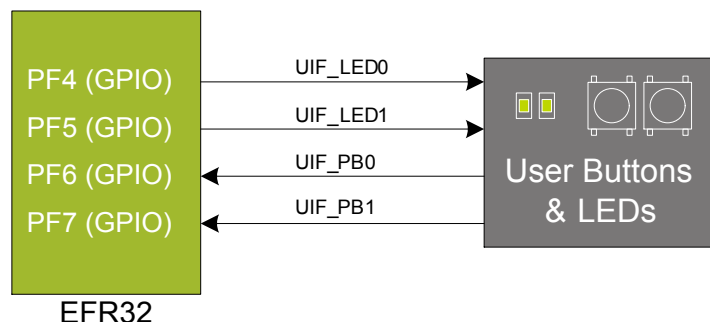 PF4 (GPIO)
PF5 (GPIO)
PF6 (GPIO)
PF7 (GPIO)
EFR32
UIF_LED0
UIF_LED1
UIF_PB0
UIF_PB1
User Buttons
& LEDs